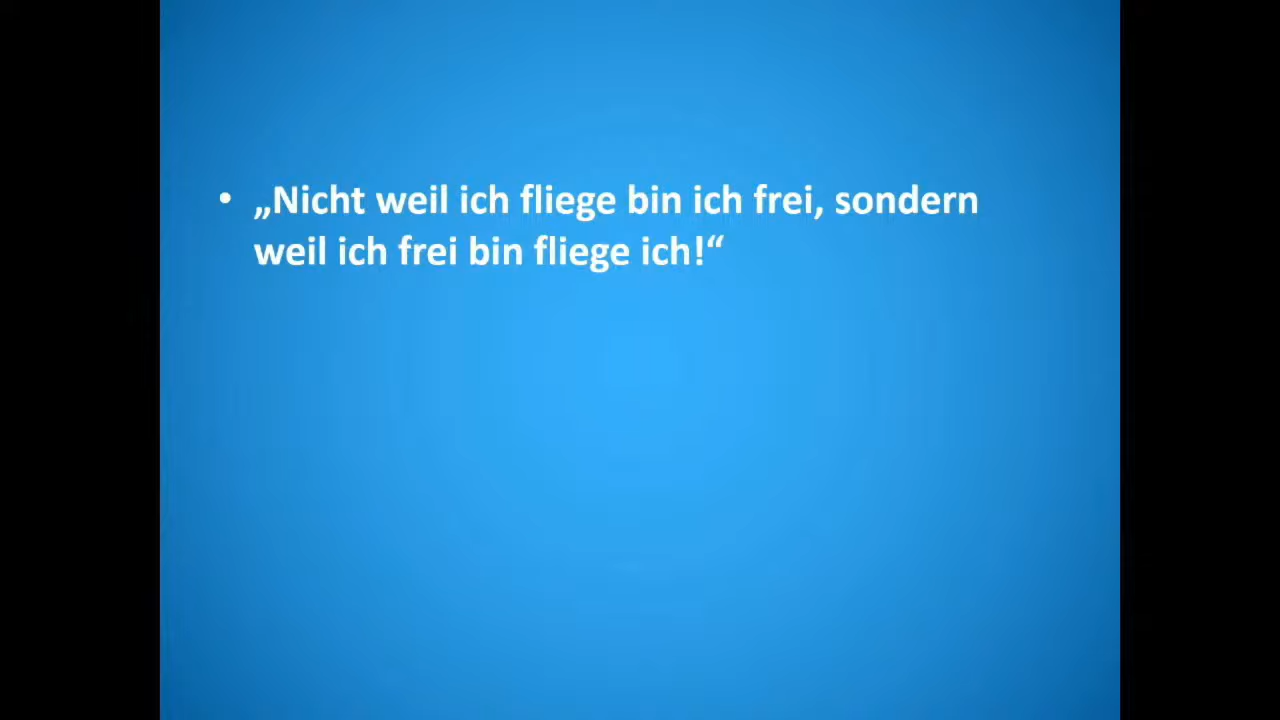 • „Nicht weil ich fliege bin ich frei, sondern
weil ich frei bin fliege ich!“